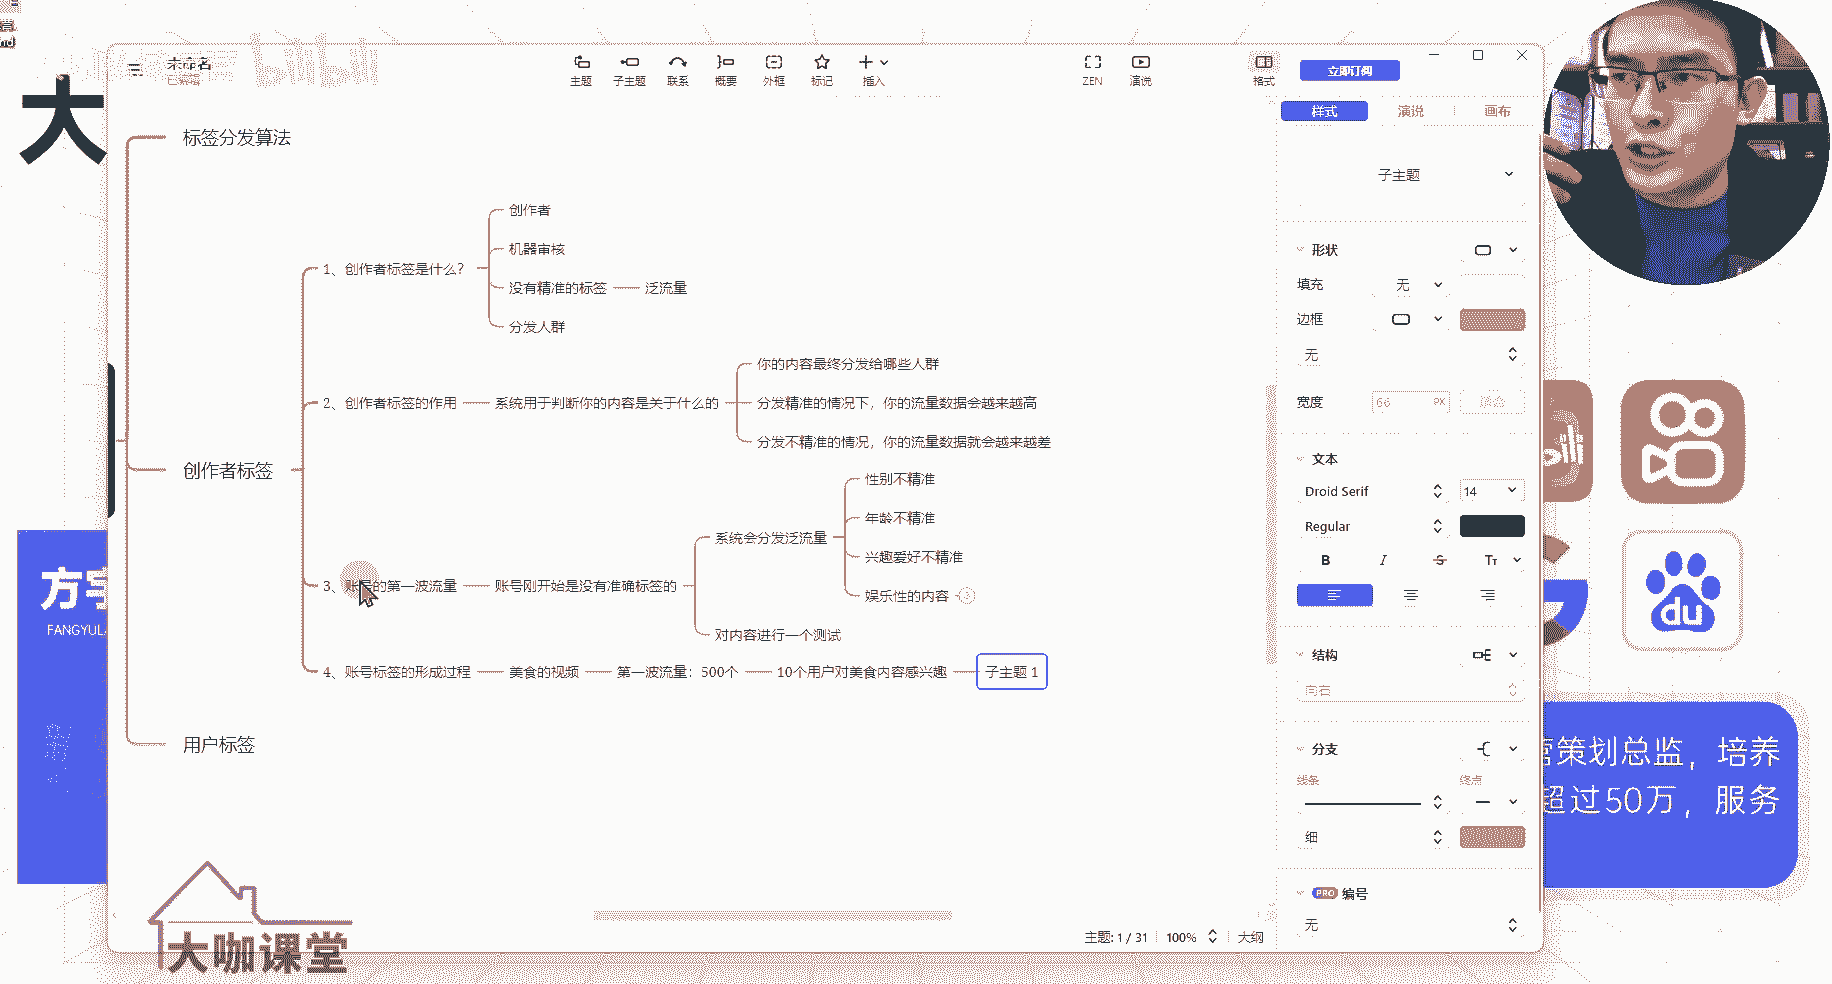 大
bilibili
未命名
已编辑
主题
子主题
联系
概要
外框
标记
插入
ZEN
演说
格式
立即订阅
样式
演说
画布
标签分发算法
创作者标签
用户标签
1、创作者标签是什么?
创作者
机器审核
没有精准的标签
泛流量
分发人群
2、创作者标签的作用
系统用于判断你的内容是关于什么的
你的内容最终分发给哪些人群
分发精准的情况下，你的流量数据会越来越高
分发不精准的情况，你的流量数据就会越来越差
3、账号的第一波流量
账号刚开始是没有准确标签的
系统会分发泛流量
性别不精准
年龄不精准
兴趣爱好不精准
娱乐性的内容
对内容进行一个测试
4、账号标签的形成过程
美食的视频
第一波流量：500个
10个用户对美食内容感兴趣
子主题 1
子主题
形状
填充
无
边框
无
宽度
66
PX
文本
Droid Serif
14
Regular
B
I
S
Tт
结构
向右
分支
线条
终点
细
PRO 编号
无
主题: 1 / 31
100%
大纲
方宇
FANGYUL
du
营策划总监，培养
超过50万，服务
大咖课堂